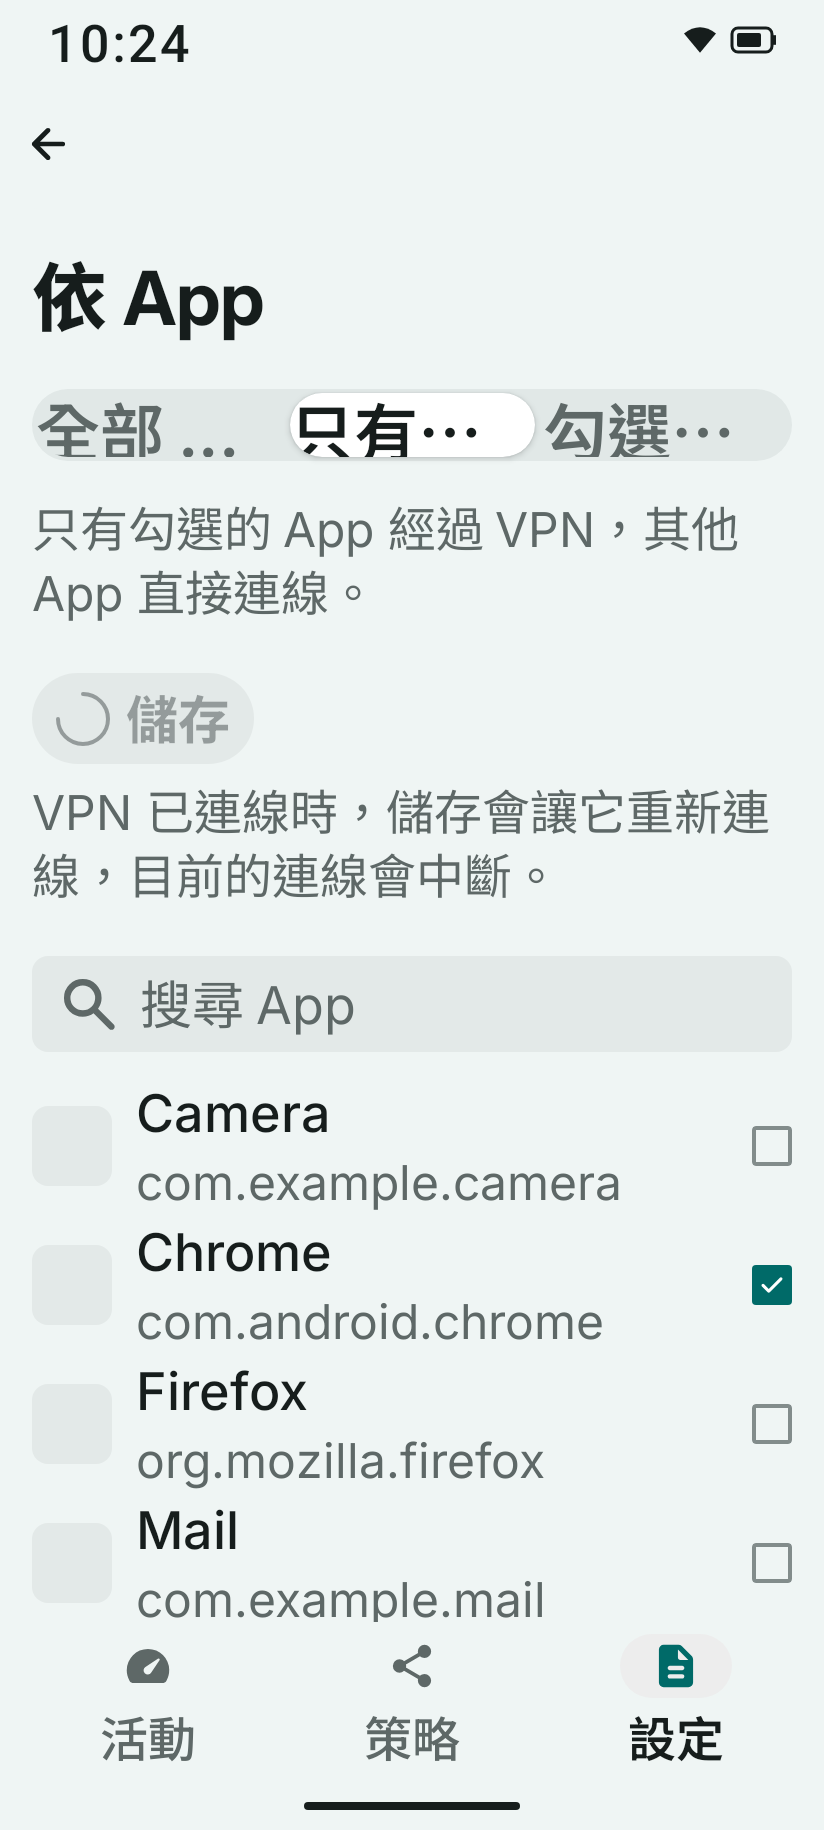 10:24
依 App
全部 ...
只有…
勾選…
只有勾選的 App 經過 VPN，其他
App 直接連線。
儲存
VPN 已連線時，儲存會讓它重新連
線，目前的連線會中斷。
搜尋 App
Camera
com.example.camera
Chrome
com.android.chrome
Firefox
org.mozilla.firefox
Mail
com.example.mail
活動
策略
設定